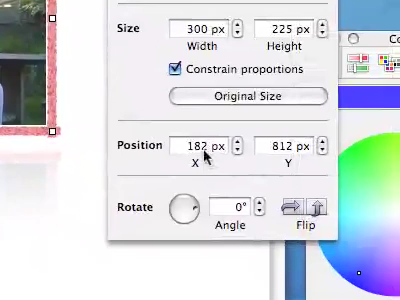 Size 300 px 225 px
Width Height
Constrain proportions
Original Size
Position 182 px 812 px
X Y
Rotate 0°
Angle Flip
Co